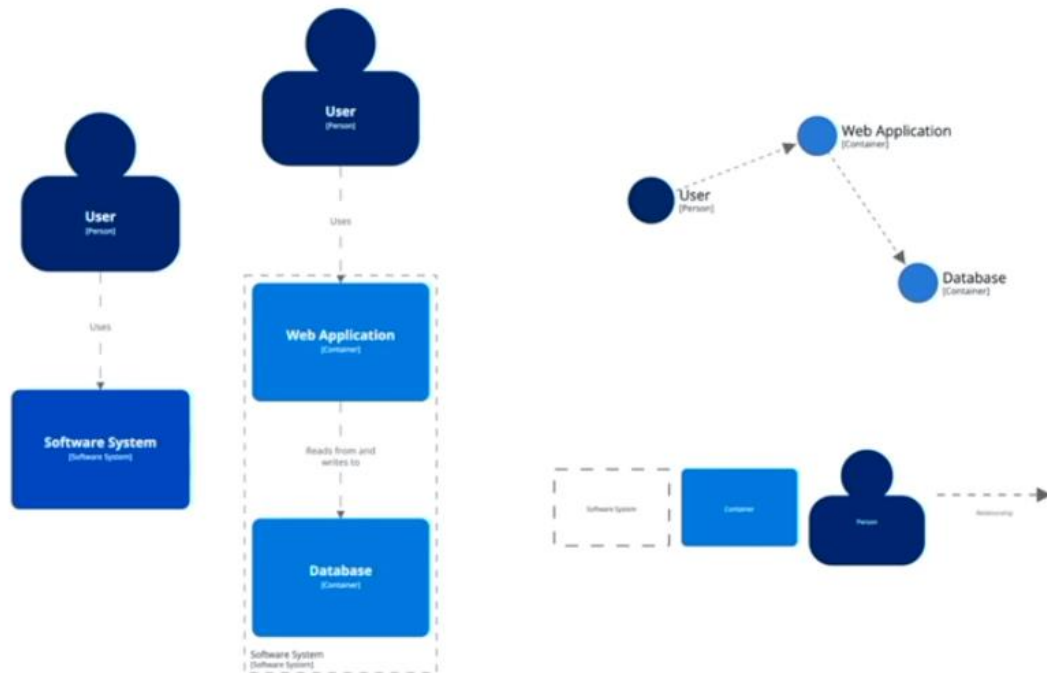 User
[Person]
Uses
Software System
[Software System]
User
[Person]
Uses
Web Application
[Container]
Reads from and
writes to
Database
[Container]
Software System
[Software System]
Web Application
[Container]
User
[Person]
Database
[Container]
Software System
Container
Person
Relationship